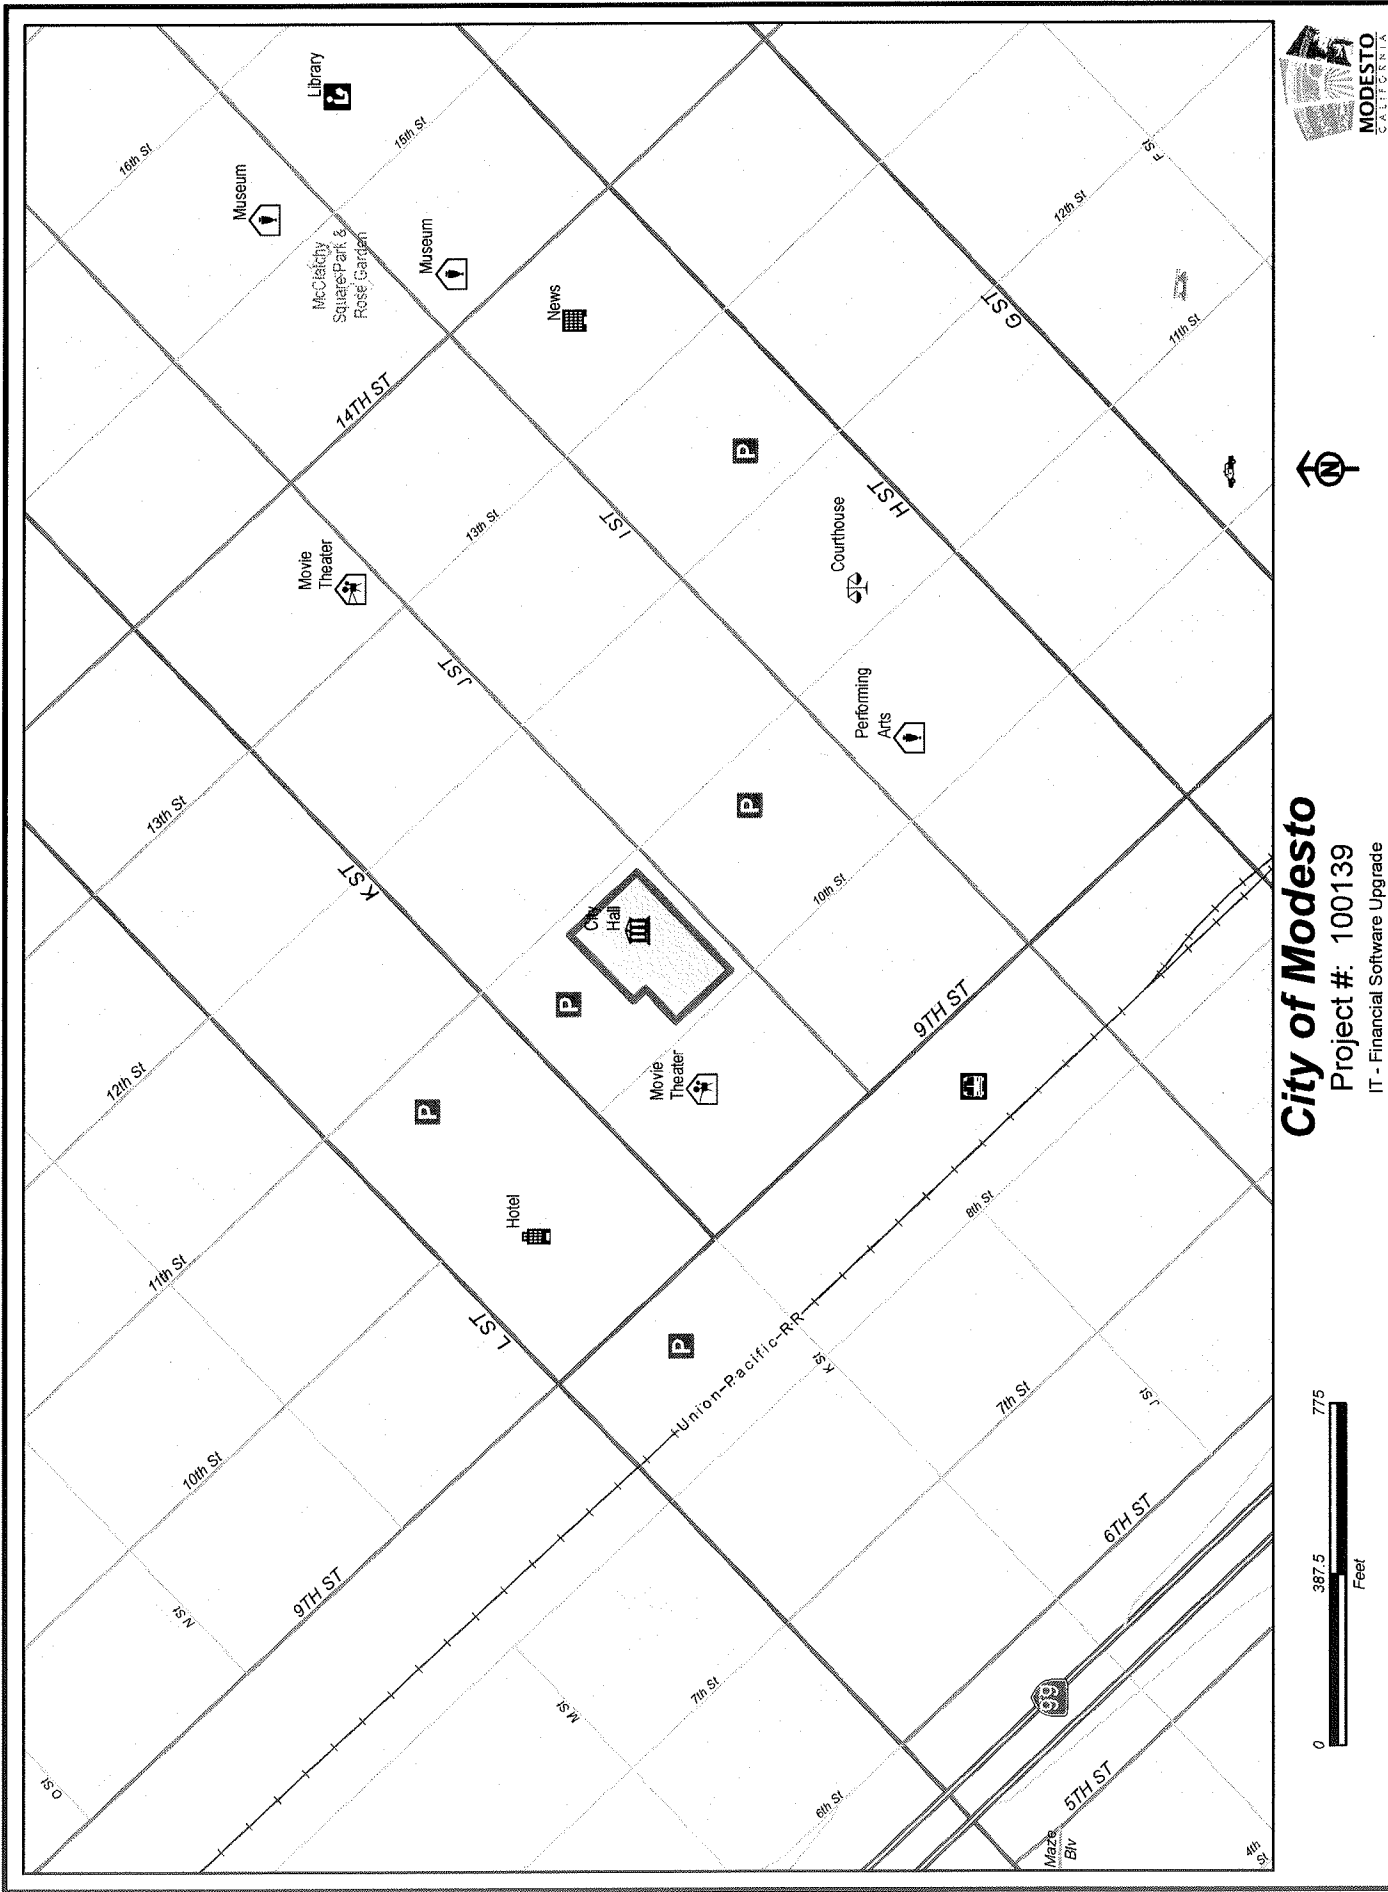 16th St
Library
15th St
Museum
McClatchy
Square Park &
Rose Garden
Museum
News
14TH ST
F St
12th St
G ST
11th St
Movie
Theater
13th St
I ST
H ST
Courthouse
J ST
Performing
Arts
13th St
K ST
City
Hall
10th St
12th St
P
P
P
P
P
Movie
Theater
9TH ST
11th St
Hotel
L ST
8th St
Union Pacific RR
K St
7th St
J St
10th St
9TH ST
N St
6TH ST
O St
M St
7th St
99
6th St
5TH ST
Maze
Blv
4th
St
MODESTO
CALIFORNIA
N
City of Modesto
Project #: 100139
IT - Financial Software Upgrade
0 387.5 775
Feet